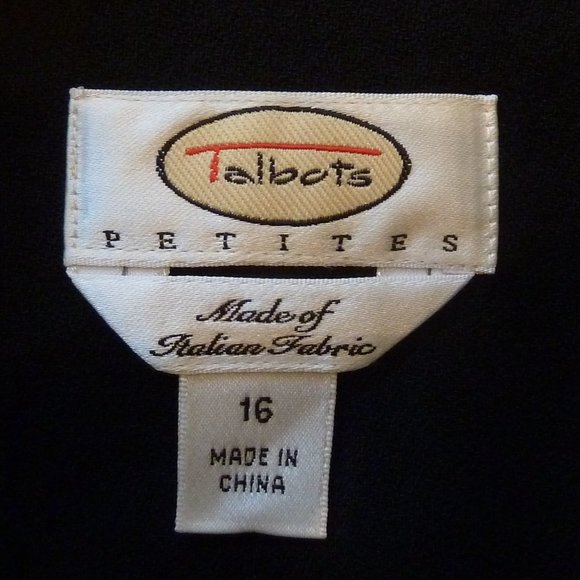 Talbots
PETITES
Made of
Italian Fabric
16
MADE IN
CHINA